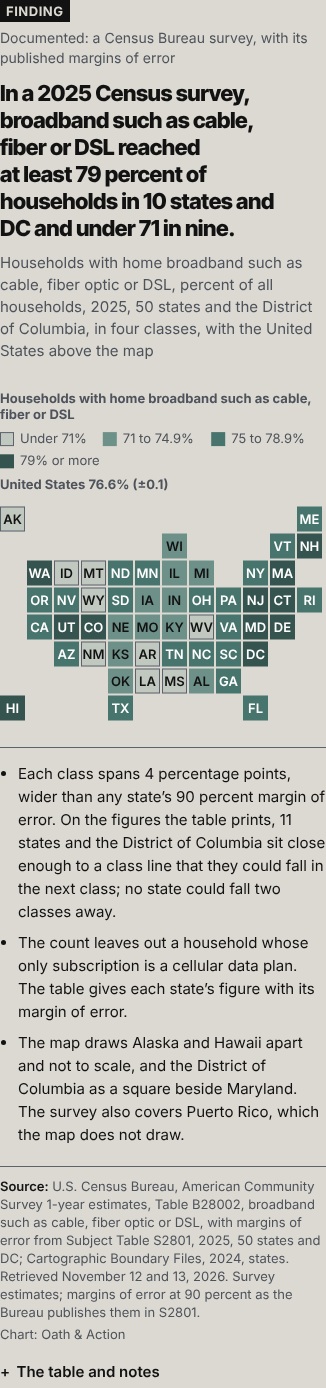 FINDING
Documented: a Census Bureau survey, with its
published margins of error
In a 2025 Census survey,
broadband such as cable,
fiber or DSL reached
at least 79 percent of
households in 10 states and
DC and under 71 in nine.
Households with home broadband such as
cable, fiber optic or DSL, percent of all
households, 2025, 50 states and the District
of Columbia, in four classes, with the United
States above the map
Households with home broadband such as cable,
fiber or DSL
Under 71% 71 to 74.9% 75 to 78.9%
79% or more
United States 76.6% (±0.1)
AK ME
WI VT NH
WA ID MT ND MN IL MI NY MA
OR NV WY SD IA IN OH PA NJ CT RI
CA UT CO NE MO KY WV VA MD DE
AZ NM KS AR TN NC SC DC
OK LA MS AL GA
HI TX FL
• Each class spans 4 percentage points,
wider than any state’s 90 percent margin of
error. On the figures the table prints, 11
states and the District of Columbia sit close
enough to a class line that they could fall in
the next class; no state could fall two
classes away.
• The count leaves out a household whose
only subscription is a cellular data plan.
The table gives each state’s figure with its
margin of error.
• The map draws Alaska and Hawaii apart
and not to scale, and the District of
Columbia as a square beside Maryland.
The survey also covers Puerto Rico, which
the map does not draw.
Source: U.S. Census Bureau, American Community
Survey 1-year estimates, Table B28002, broadband
such as cable, fiber optic or DSL, with margins of
error from Subject Table S2801, 2025, 50 states and
DC; Cartographic Boundary Files, 2024, states.
Retrieved November 12 and 13, 2026. Survey
estimates; margins of error at 90 percent as the
Bureau publishes them in S2801.
Chart: Oath & Action
+ The table and notes